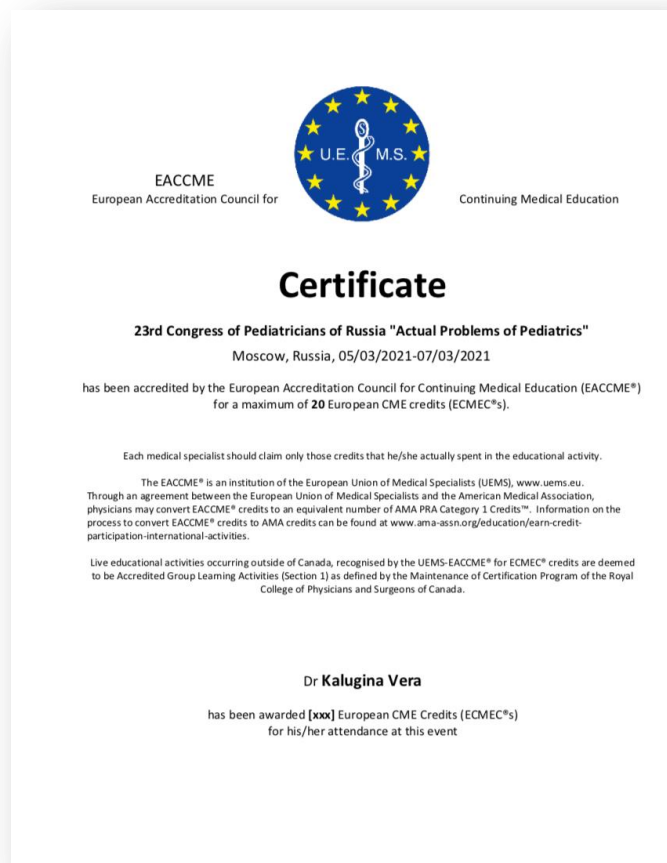 U.E. M.S.
EACCME
European Accreditation Council for
Continuing Medical Education
Certificate
23rd Congress of Pediatricians of Russia "Actual Problems of Pediatrics"
Moscow, Russia, 05/03/2021-07/03/2021
has been accredited by the European Accreditation Council for Continuing Medical Education (EACCME®)
for a maximum of 20 European CME credits (ECMEC®s).
Each medical specialist should claim only those credits that he/she actually spent in the educational activity.
The EACCME® is an institution of the European Union of Medical Specialists (UEMS), www.uems.eu.
Through an agreement between the European Union of Medical Specialists and the American Medical Association,
physicians may convert EACCME® credits to an equivalent number of AMA PRA Category 1 Credits™. Information on the
process to convert EACCME® credits to AMA credits can be found at www.ama-assn.org/education/earn-credit-
participation-international-activities.
Live educational activities occurring outside of Canada, recognised by the UEMS-EACCME® for ECMEC® credits are deemed
to be Accredited Group Learning Activities (Section 1) as defined by the Maintenance of Certification Program of the Royal
College of Physicians and Surgeons of Canada.
Dr Kalugina Vera
has been awarded [xxx] European CME Credits (ECMEC®s)
for his/her attendance at this event